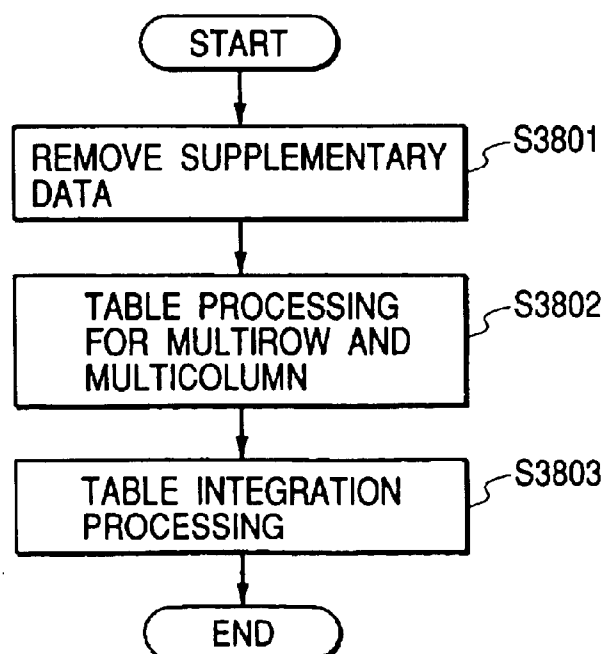 START
REMOVE SUPPLEMENTARY
DATA
S3801
TABLE PROCESSING
FOR MULTIROW AND
MULTICOLUMN
S3802
TABLE INTEGRATION
PROCESSING
S3803
END